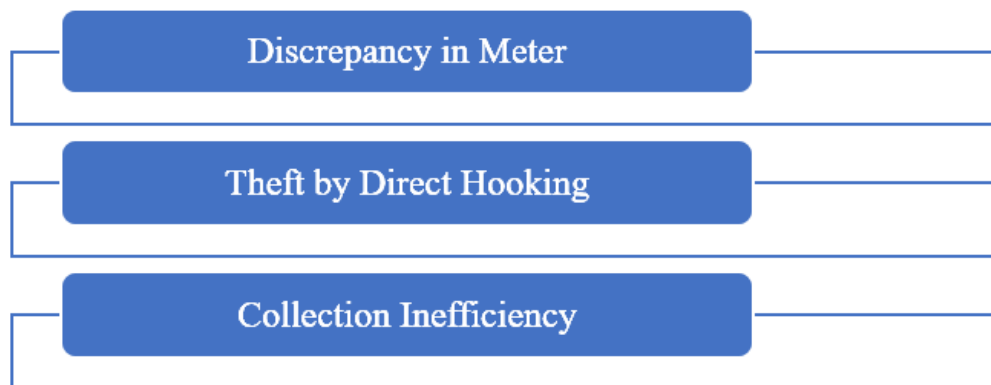 Discrepancy in Meter
Theft by Direct Hooking
Collection Inefficiency